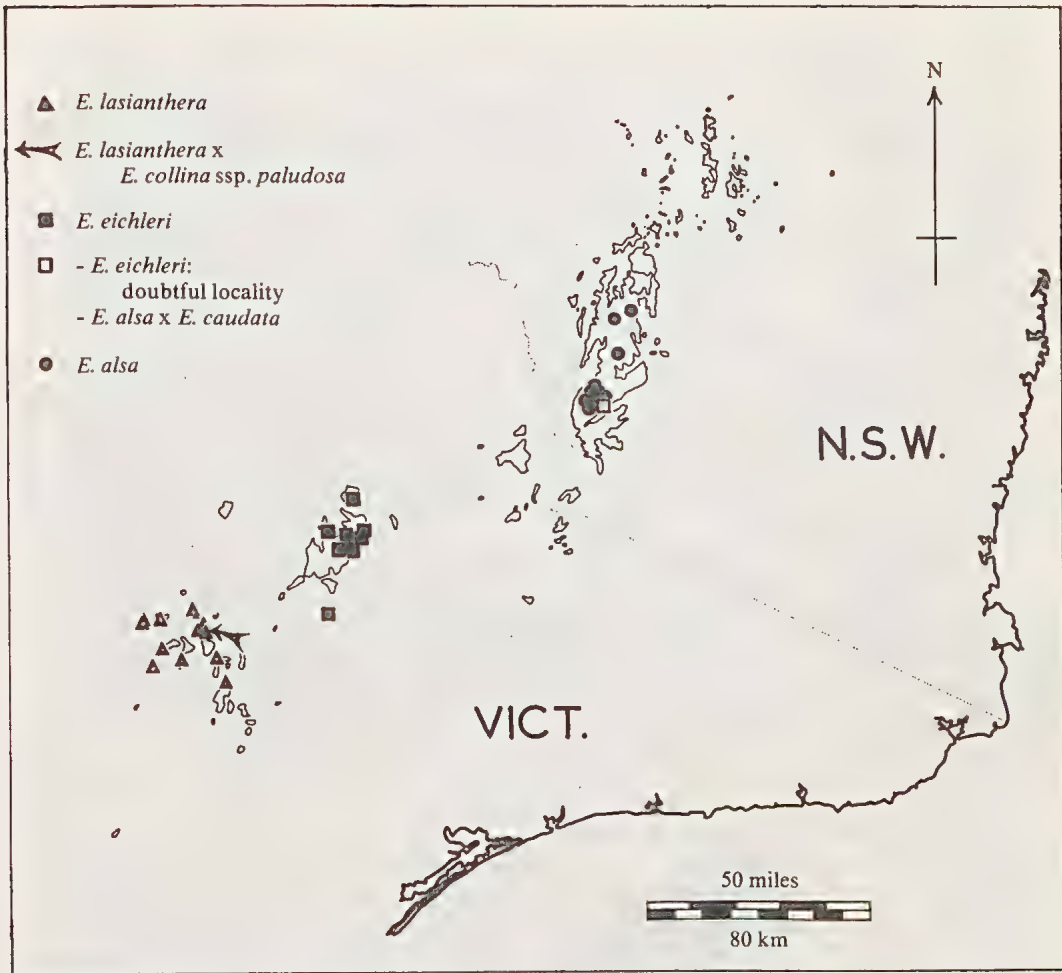 E. lasianthera
E. lasianthera x
E. collina ssp. paludosa
E. eichleri
- E. eichleri:
doubtful locality
- E. alsa x E. caudata
E. alsa
N
N.S.W.
VICT.
50 miles
80 km